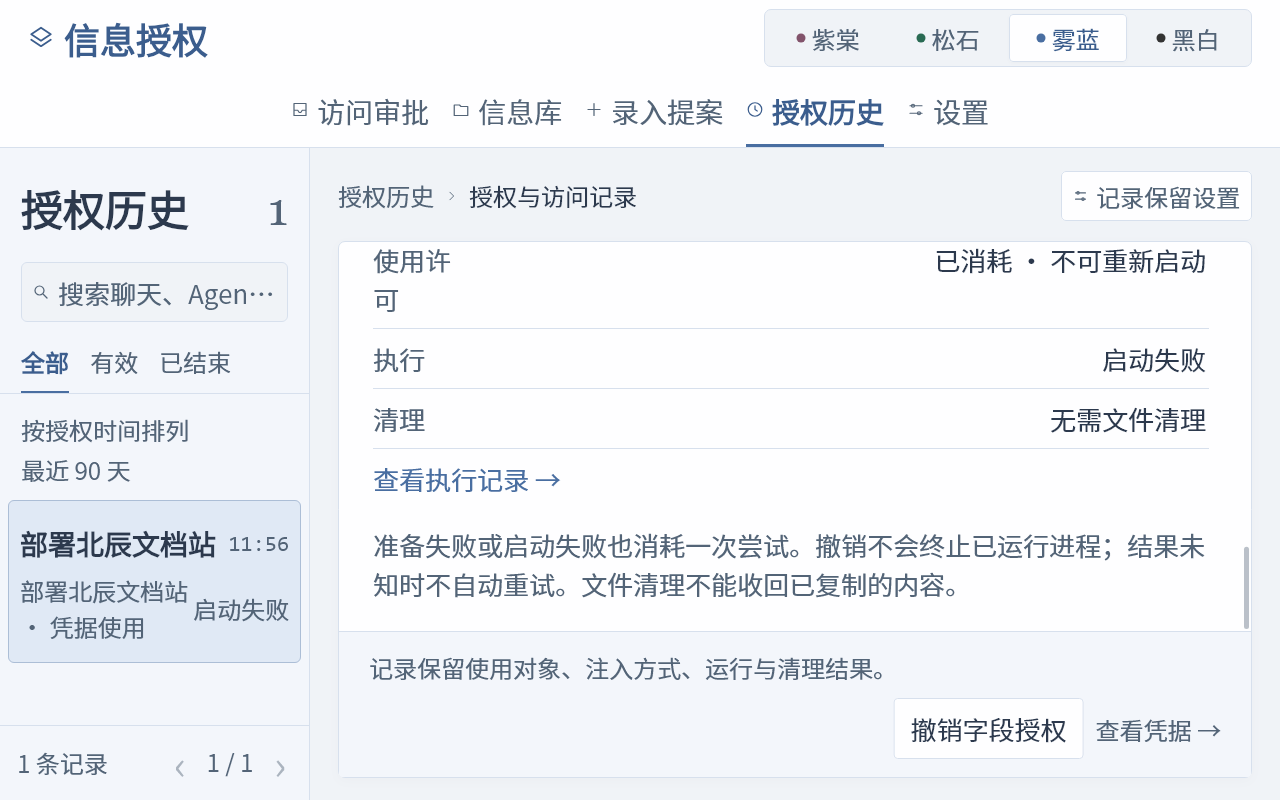 信息授权
紫棠
松石
雾蓝
黑白
访问审批
信息库
录入提案
授权历史
设置
授权历史
1
搜索聊天、Agen…
全部
有效
已结束
按授权时间排列
最近 90 天
部署北辰文档站
11:56
部署北辰文档站
· 凭据使用
启动失败
1 条记录
‹ 1 / 1 ›
授权历史 › 授权与访问记录
记录保留设置
使用许
可
已消耗 · 不可重新启动
执行
启动失败
清理
无需文件清理
查看执行记录 →
准备失败或启动失败也消耗一次尝试。撤销不会终止已运行进程；结果未
知时不自动重试。文件清理不能收回已复制的内容。
记录保留使用对象、注入方式、运行与清理结果。
撤销字段授权
查看凭据 →